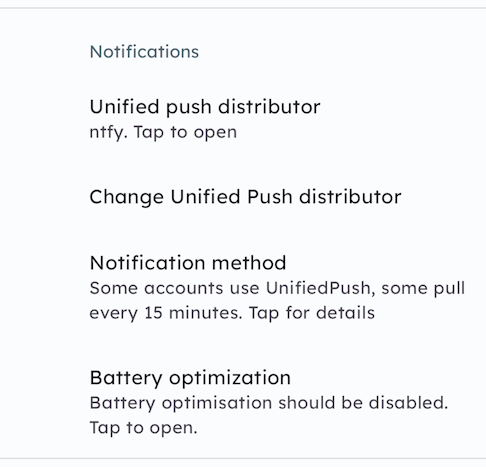 Notifications
Unified push distributor
ntfy. Tap to open
Change Unified Push distributor
Notification method
Some accounts use UnifiedPush, some pull
every 15 minutes. Tap for details
Battery optimization
Battery optimisation should be disabled.
Tap to open.